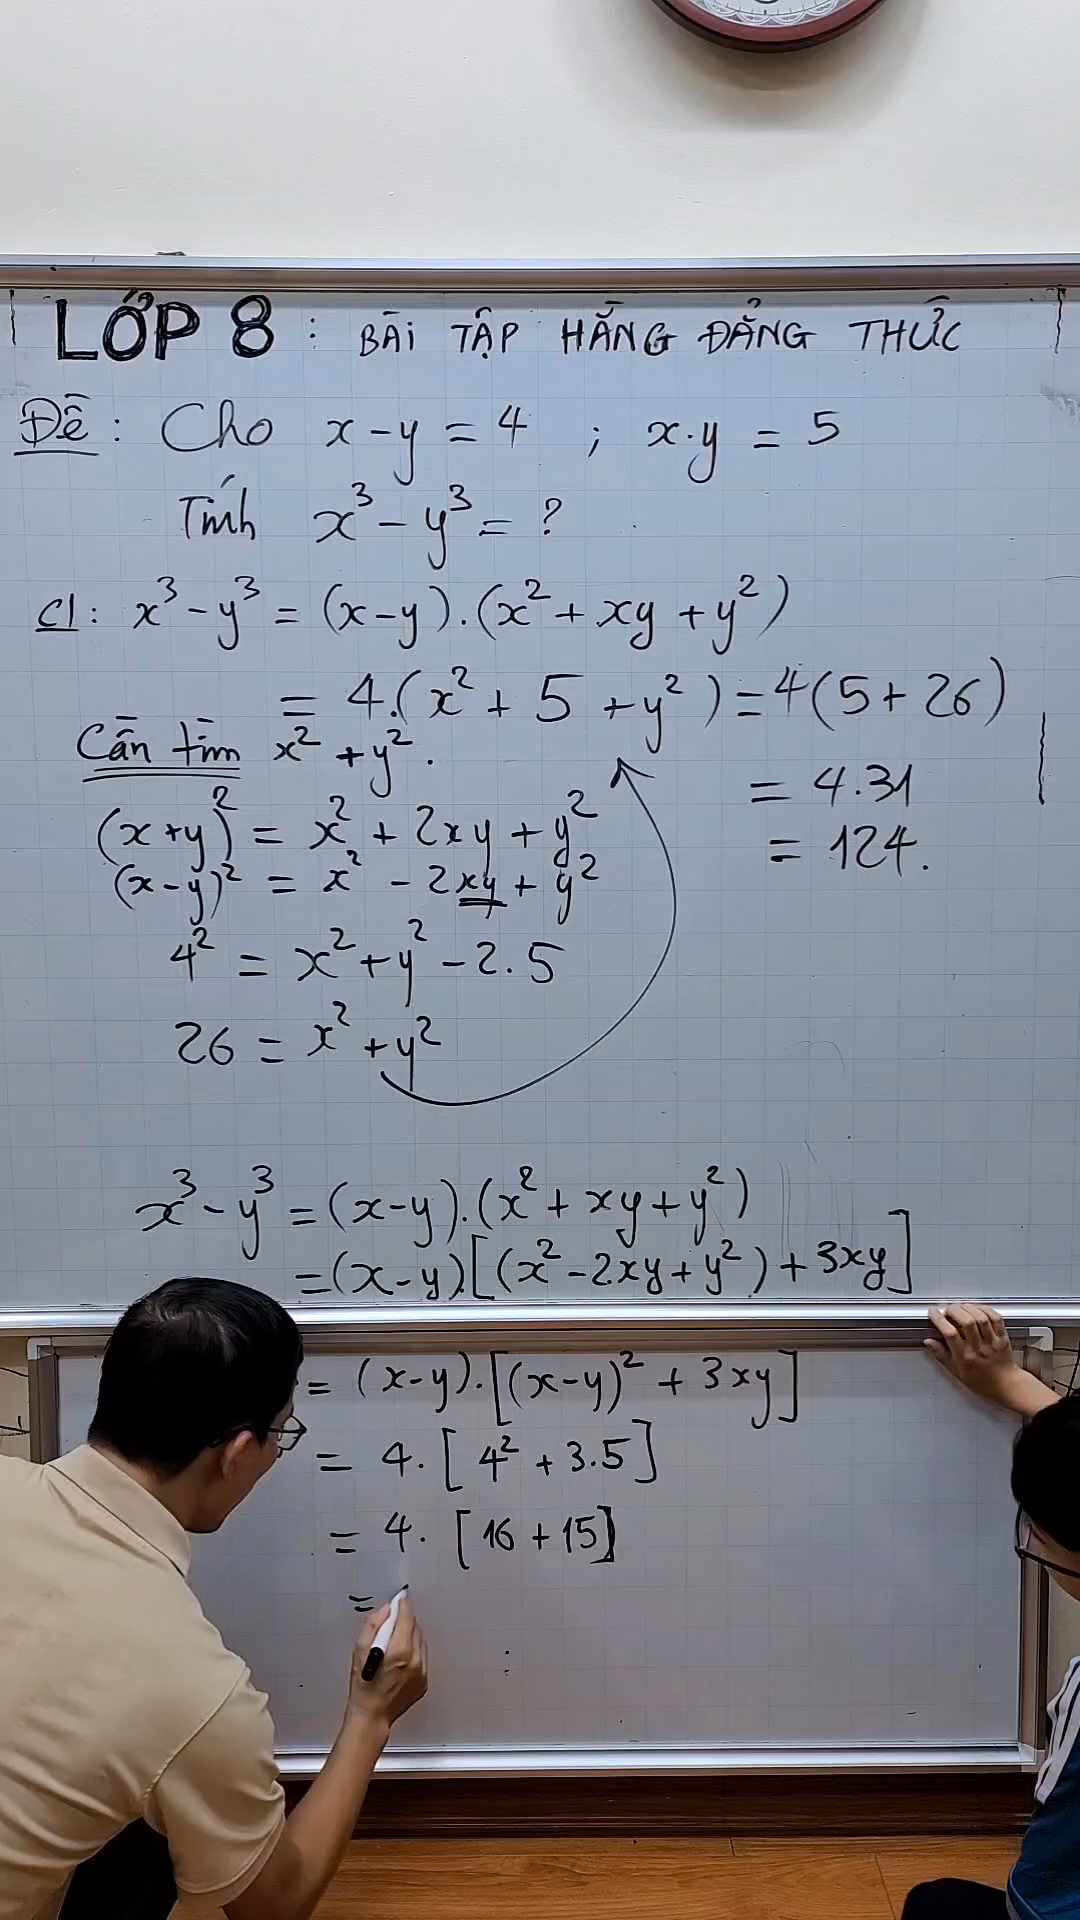 LỚP 8 : BÀI TẬP HẰNG ĐẲNG THỨC
Đề : Cho x - y = 4 ; x.y = 5
Tính x³ - y³ = ?
C1 : x³ - y³ = (x - y).(x² + xy + y²)
= 4.(x² + 5 + y²) = 4(5 + 26)
= 4.31
= 124.
Cần tìm x² + y².
(x + y)² = x² + 2xy + y²
(x - y)² = x² - 2xy + y²
4² = x² + y² - 2.5
26 = x² + y²
x³ - y³ = (x - y).(x² + xy + y²)
= (x - y).[(x² - 2xy + y²) + 3xy]
= (x - y).[(x - y)² + 3xy]
= 4. [4² + 3.5]
= 4. [16 + 15]
=